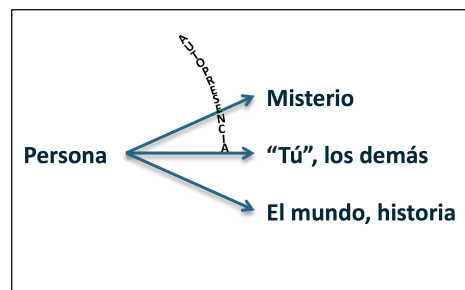 AUTOPRESENCIA
Misterio
Persona
“Tú”, los demás
El mundo, historia